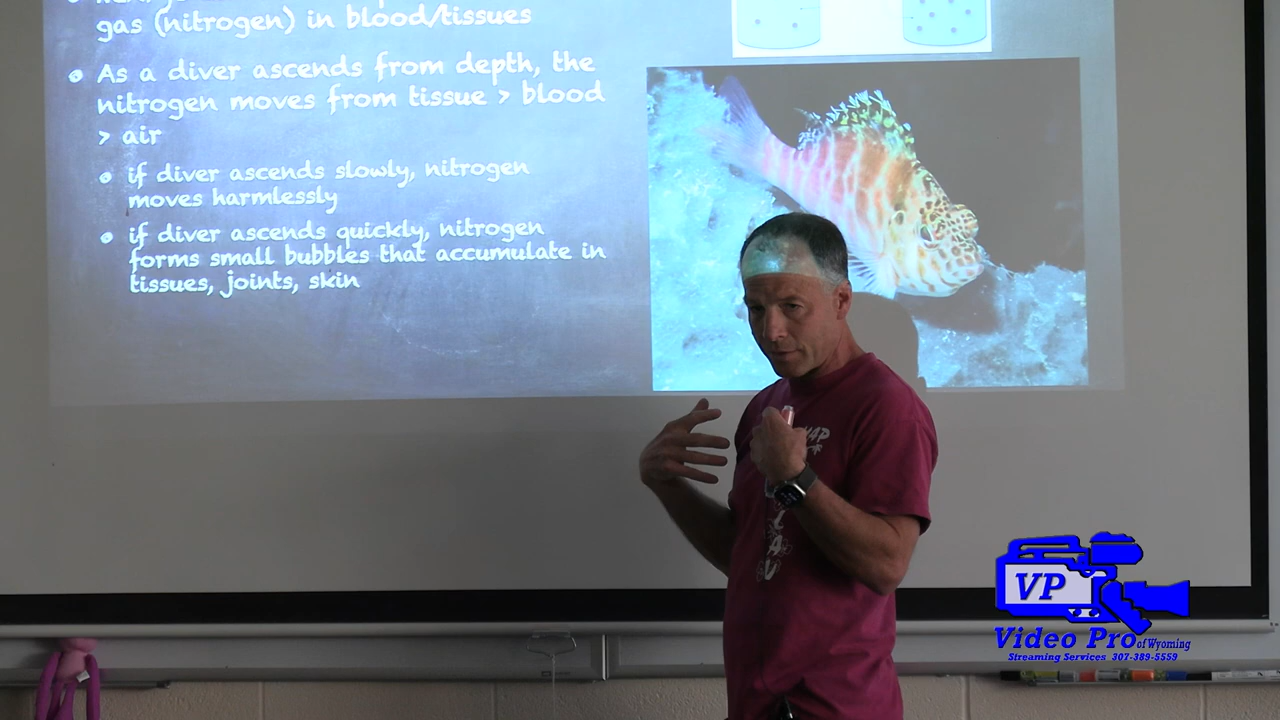 gas (nitrogen) in blood/tissues
As a diver ascends from depth, the
nitrogen moves from tissue > blood
> air
if diver ascends slowly, nitrogen
moves harmlessly
if diver ascends quickly, nitrogen
forms small bubbles that accumulate in
tissues, joints, skin
VP
Video Pro of Wyoming
Streaming Services 307-389-5559